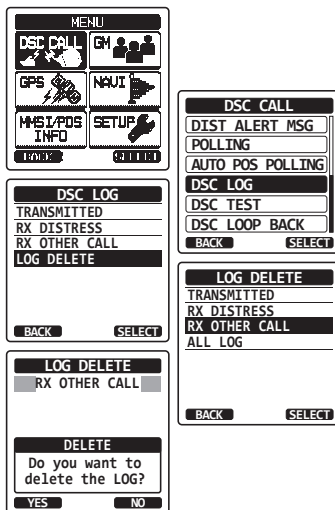 MENU
DSC CALL GM
GPS NAVI
MMSI/POS SETUP
INFO
BACK SELECT
DSC CALL
DIST ALERT MSG
POLLING
AUTO POS POLLING
DSC LOG
DSC TEST
DSC LOOP BACK
BACK SELECT
DSC LOG
TRANSMITTED
RX DISTRESS
RX OTHER CALL
LOG DELETE
BACK SELECT
LOG DELETE
TRANSMITTED
RX DISTRESS
RX OTHER CALL
ALL LOG
BACK SELECT
LOG DELETE
RX OTHER CALL
DELETE
Do you want to
delete the LOG?
YES NO